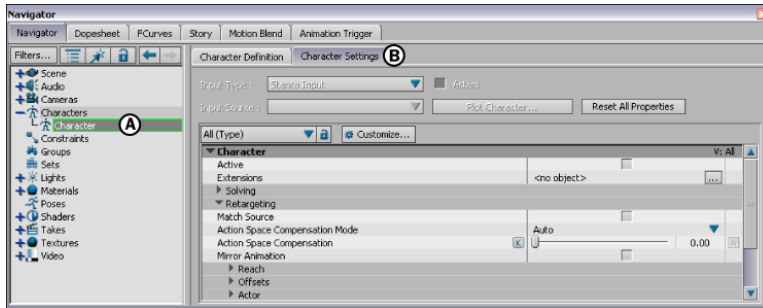 Navigator
Navigator Dopesheet FCurves Story Motion Blend Animation Trigger
Filters...
Scene
Audio
Cameras
Characters
Character A
Constraints
Groups
Sets
Lights
Materials
Poses
Shaders
Takes
Textures
Video
Character Definition Character Settings B
Input Type : Stance Input Active
Input Source : Plot Character... Reset All Properties
All (Type) Customize...
Character Y: All
Active
Extensions <no object> ...
Solving
Retargeting
Match Source
Action Space Compensation Mode Auto
Action Space Compensation K 0.00 A
Mirror Animation
Reach
Offsets
Actor